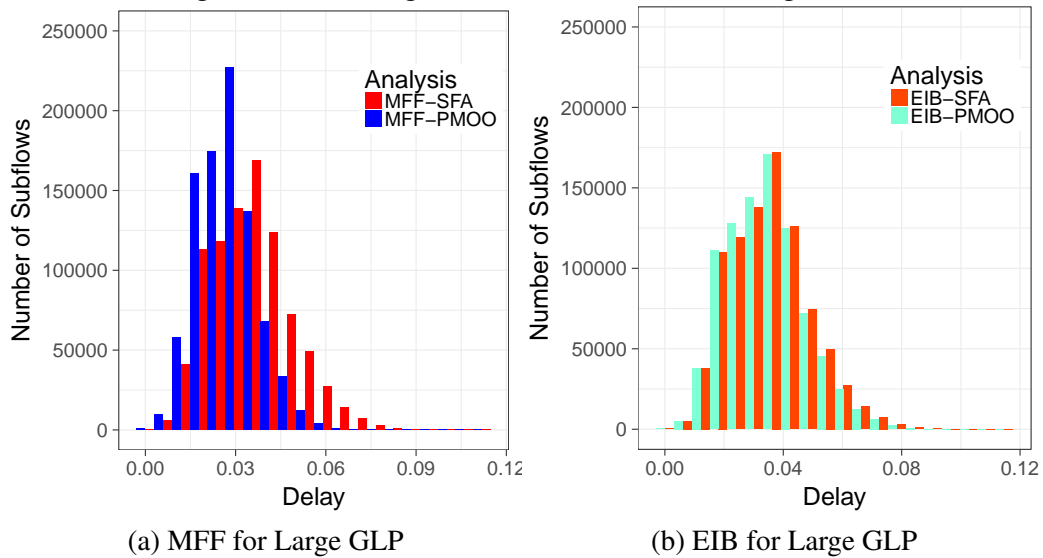 250000
200000
150000
100000
50000
0
Number of Subflows
Analysis
MFF−SFA
MFF−PMOO
0.00 0.03 0.06 0.09 0.12
Delay
(a) MFF for Large GLP
250000
200000
150000
100000
50000
0
Number of Subflows
Analysis
EIB−SFA
EIB−PMOO
0.00 0.04 0.08 0.12
Delay
(b) EIB for Large GLP